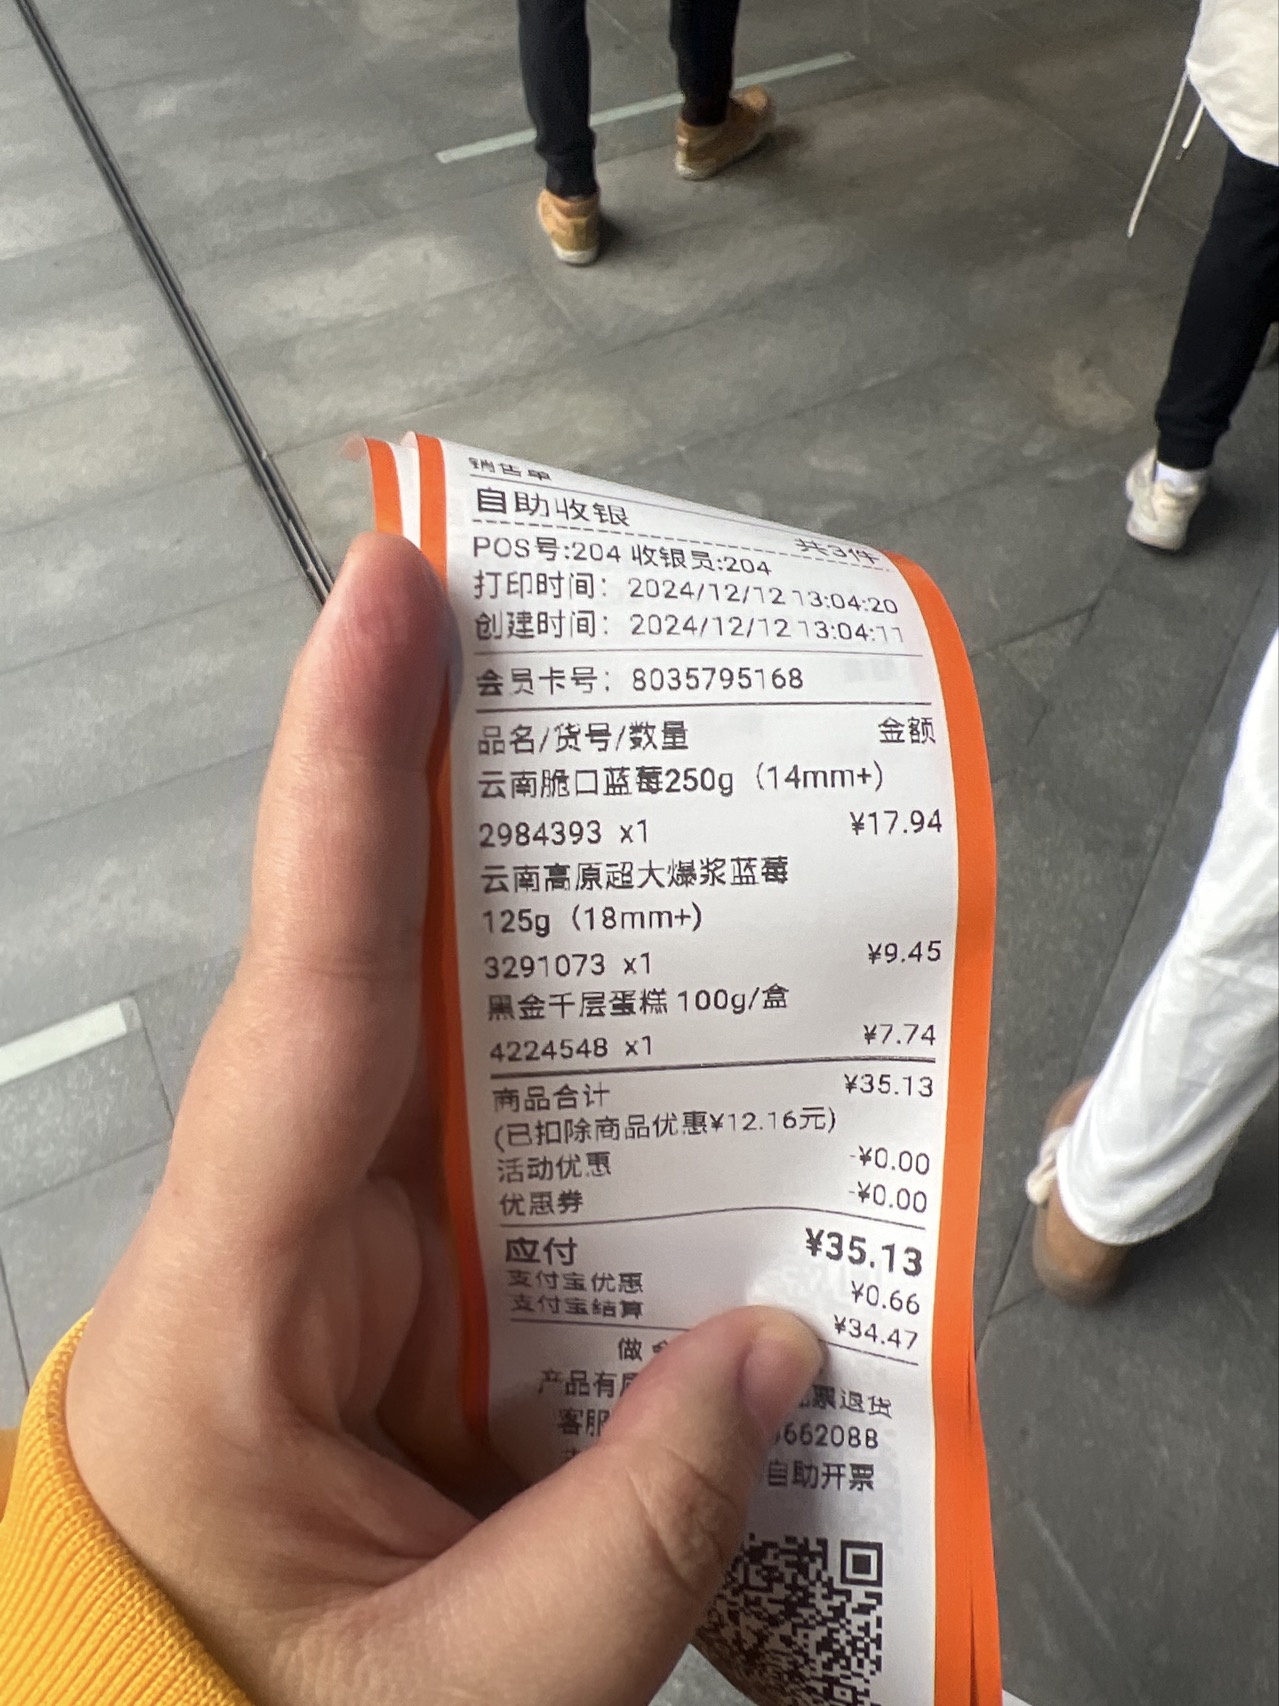 销售单
自助收银
共3件
POS号:204 收银员:204
打印时间: 2024/12/12 13:04:20
创建时间: 2024/12/12 13:04:11
会员卡号: 8035795168
品名/货号/数量 金额
云南脆口蓝莓250g（14mm+）
2984393 x1 ¥17.94
云南高原超大爆浆蓝莓
125g（18mm+）
3291073 x1 ¥9.45
黑金千层蛋糕 100g/盒
4224548 x1 ¥7.74
商品合计 ¥35.13
(已扣除商品优惠¥12.16元)
活动优惠 -¥0.00
优惠券 -¥0.00
应付 ¥35.13
支付宝优惠 ¥0.66
支付宝结算 ¥34.47
做
产品有 票退货
客服 662088
自助开票